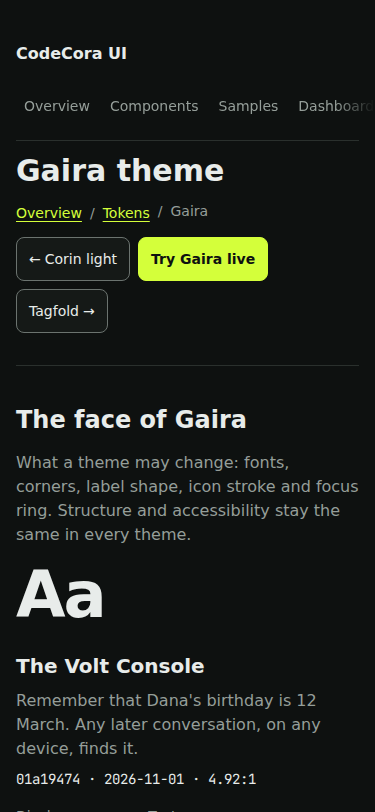 CodeCora UI
Overview Components Samples Dashboard
Gaira theme
Overview / Tokens / Gaira
← Corin light Try Gaira live
Tagfold →
The face of Gaira
What a theme may change: fonts,
corners, label shape, icon stroke and focus
ring. Structure and accessibility stay the
same in every theme.
Aa
The Volt Console
Remember that Dana's birthday is 12
March. Any later conversation, on any
device, finds it.
01a19474 · 2026-11-01 · 4.92:1